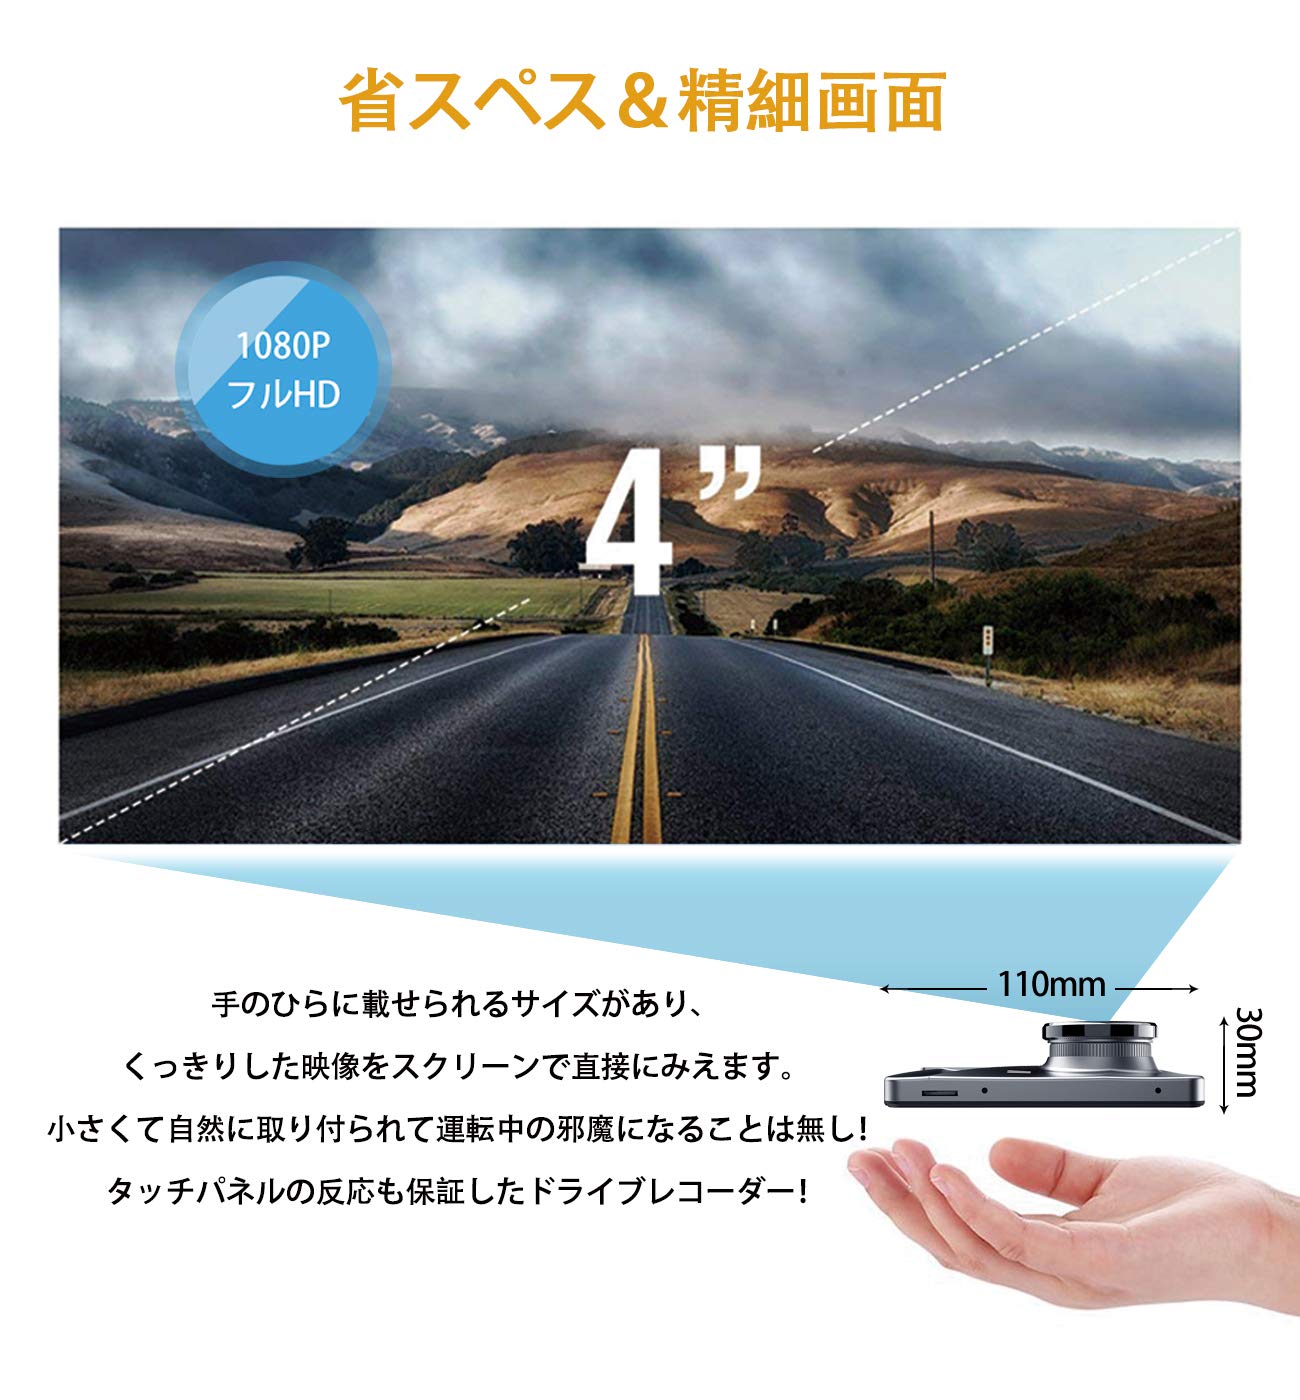 省スペス＆精細画面
1080P
フルHD
4”
110mm
30mm
手のひらに載せられるサイズがあり、
くっきりした映像をスクリーンで直接にみえます。
小さくて自然に取り付られて運転中の邪魔になることは無し!
タッチパネルの反応も保証したドライブレコーダー!